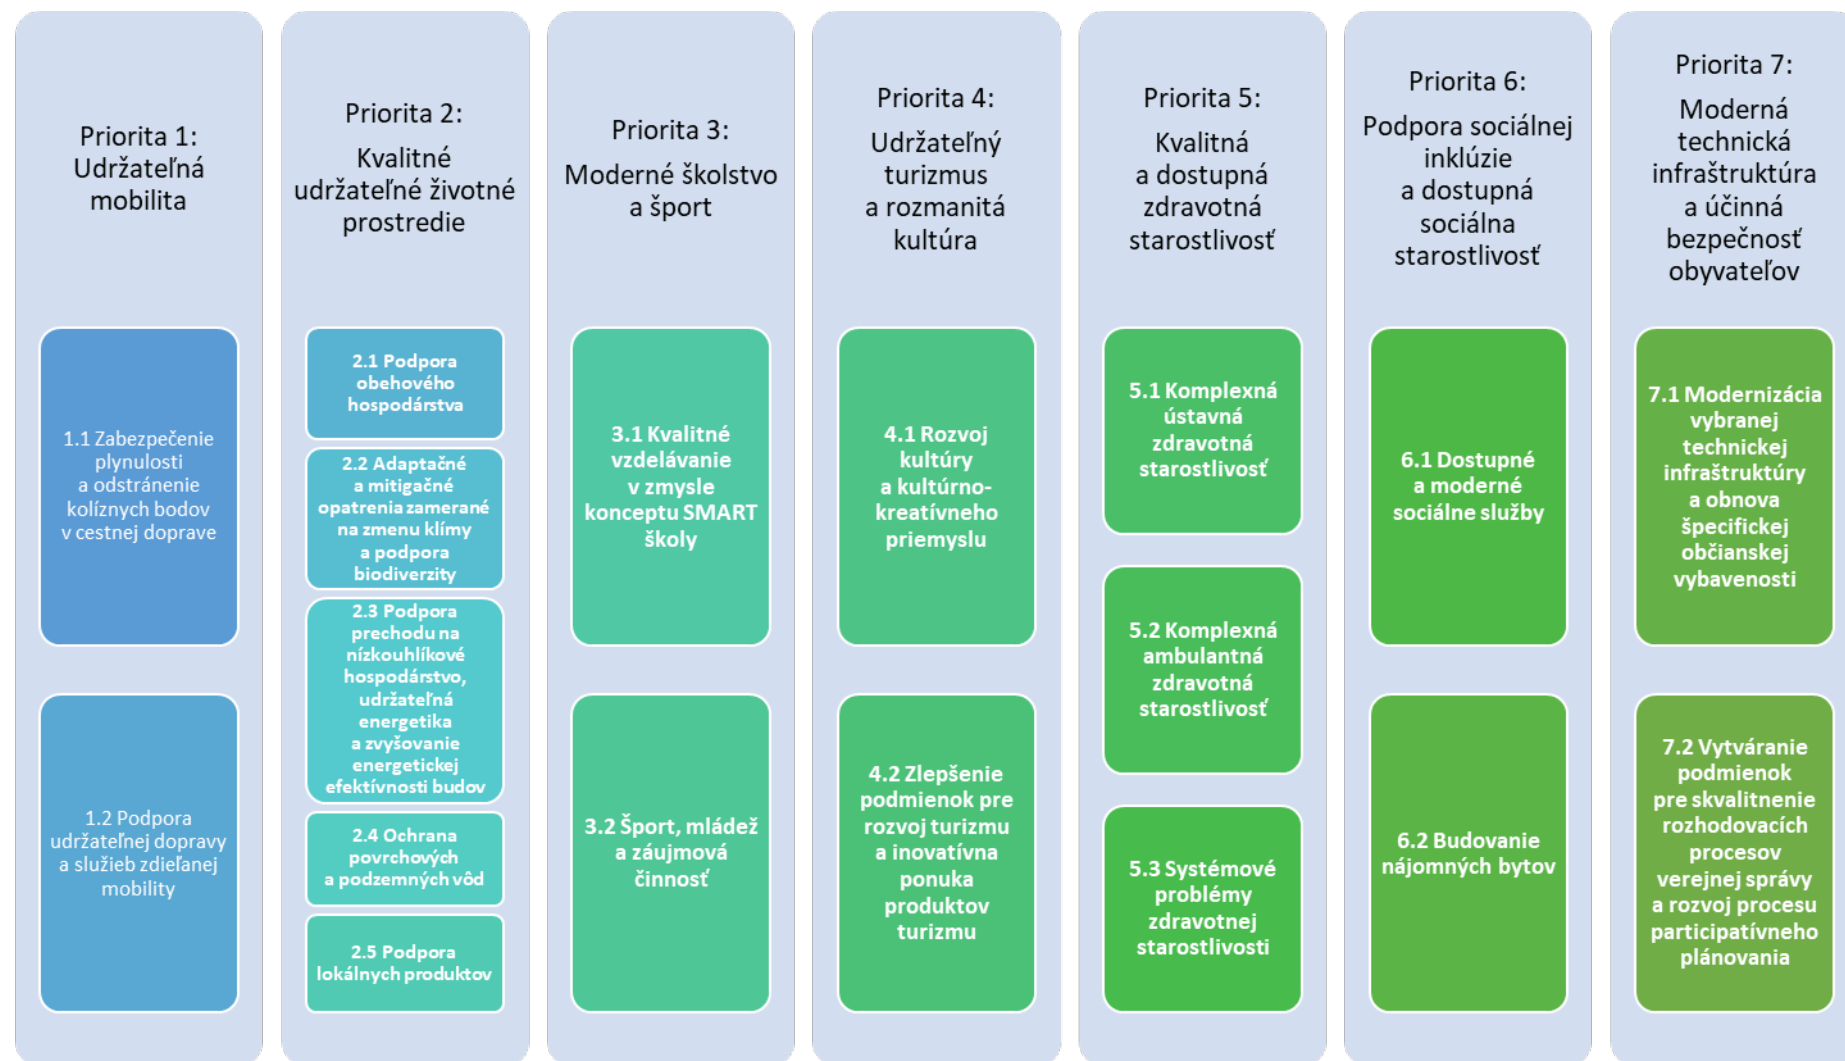 Priorita 1:
Udržateľná
mobilita
1.1 Zabezpečenie
plynulosti
a odstránenie
kolíznych bodov
v cestnej doprave
1.2 Podpora
udržateľnej dopravy
a služieb zdieľanej
mobility
Priorita 2:
Kvalitné
udržateľné životné
prostredie
2.1 Podpora
obehového
hospodárstva
2.2 Adaptačné
a mitigačné
opatrenia zamerané
na zmenu klímy
a podpora
biodiverzity
2.3 Podpora
prechodu na
nízkouhlíkové
hospodárstvo,
udržateľná
energetika
a zvyšovanie
energetickej
efektívnosti budov
2.4 Ochrana
povrchových
a podzemných vôd
2.5 Podpora
lokálnych produktov
Priorita 3:
Moderné školstvo
a šport
3.1 Kvalitné
vzdelávanie
v zmysle
konceptu SMART
školy
3.2 Šport, mládež
a záujmová
činnosť
Priorita 4:
Udržateľný
turizmus
a rozmanitá
kultúra
4.1 Rozvoj
kultúry
a kultúrno-
kreatívneho
priemyslu
4.2 Zlepšenie
podmienok pre
rozvoj turizmu
a inovatívna
ponuka
produktov
turizmu
Priorita 5:
Kvalitná
a dostupná
zdravotná
starostlivosť
5.1 Komplexná
ústavná
zdravotná
starostlivosť
5.2 Komplexná
ambulantná
zdravotná
starostlivosť
5.3 Systémové
problémy
zdravotnej
starostlivosti
Priorita 6:
Podpora sociálnej
inklúzie
a dostupná
sociálna
starostlivosť
6.1 Dostupné
a moderné
sociálne služby
6.2 Budovanie
nájomných bytov
Priorita 7:
Moderná
technická
infraštruktúra
a účinná
bezpečnosť
obyvateľov
7.1 Modernizácia
vybranej
technickej
infraštruktúry
a obnova
špecifickej
občianskej
vybavenosti
7.2 Vytváranie
podmienok
pre skvalitnenie
rozhodovacích
procesov
verejnej správy
a rozvoj procesu
participatívneho
plánovania